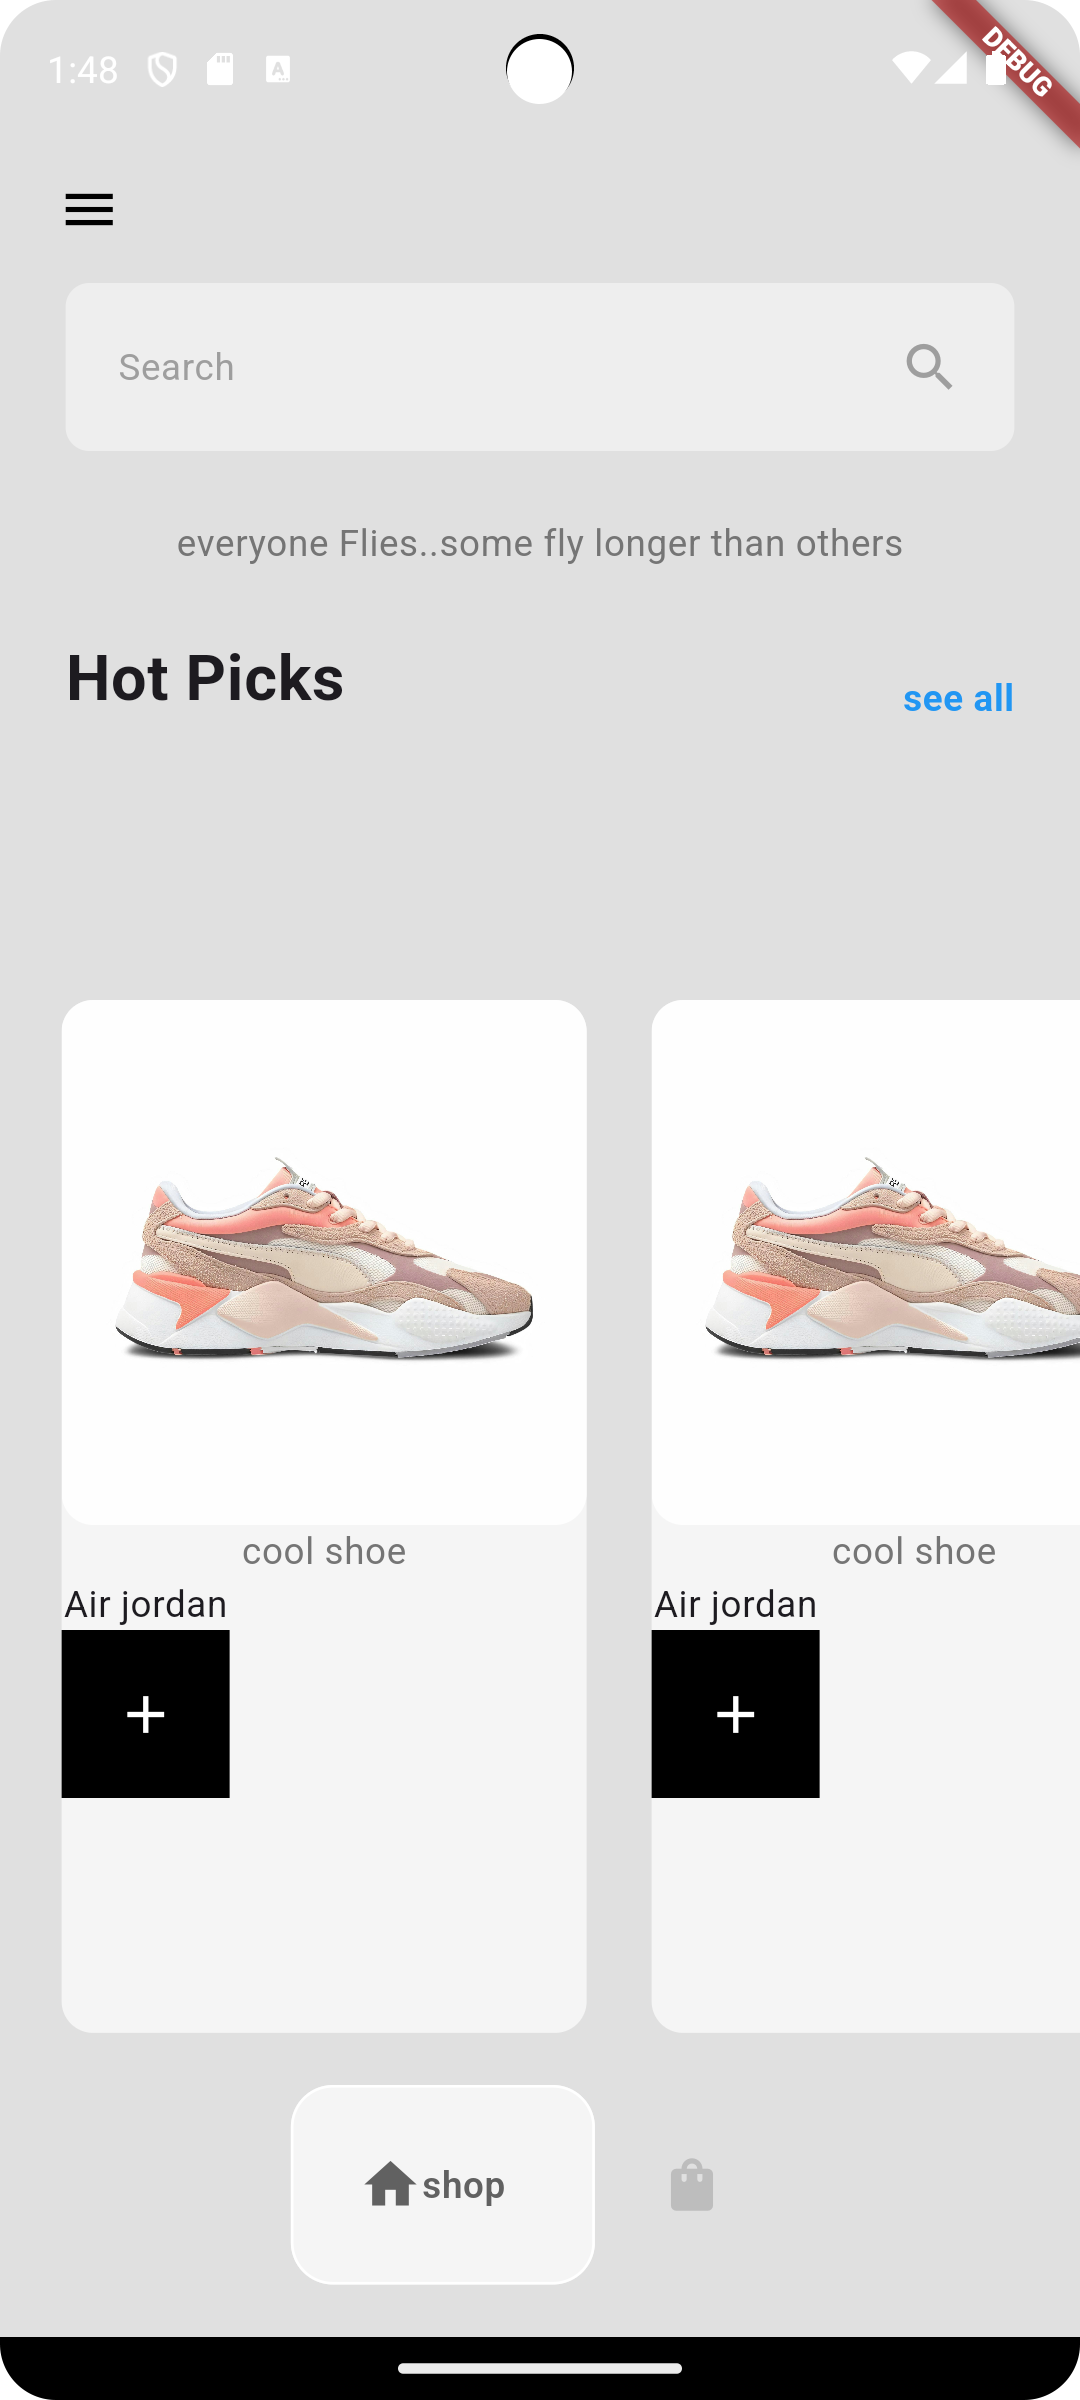 1:48
DEBUG
Search
everyone Flies..some fly longer than others
Hot Picks
see all
cool shoe
cool shoe
Air jordan
Air jordan
shop